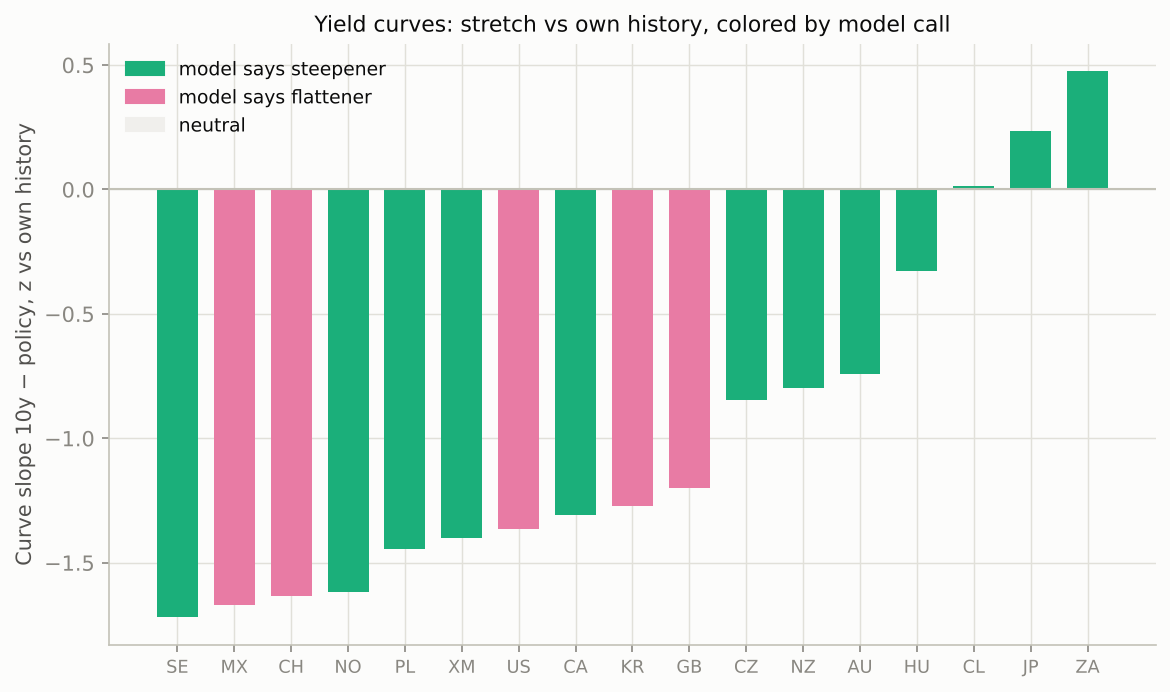 Yield curves: stretch vs own history, colored by model call
model says steepener
model says flattener
neutral
Curve slope 10y − policy, z vs own history
0.5
0.0
−0.5
−1.0
−1.5
SE MX CH NO PL XM US CA KR GB CZ NZ AU HU CL JP ZA